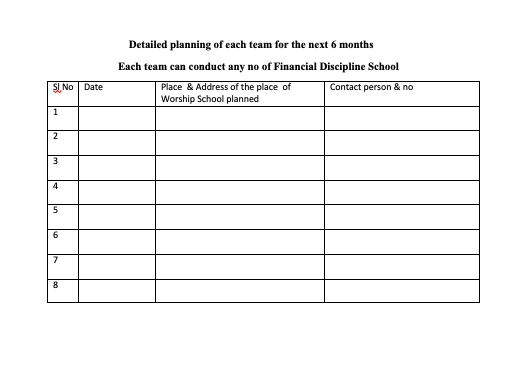 Detailed planning of each team for the next 6 months
Each team can conduct any no of Financial Discipline School
Sl No Date Place & Address of the place of Contact person & no
Worship School planned
1
2
3
4
5
6
7
8